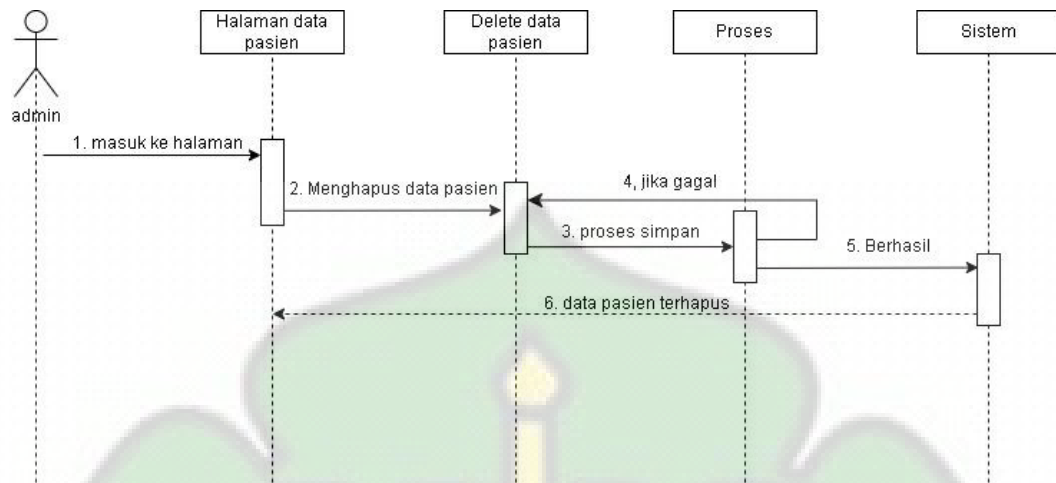 Halaman data
pasien
Delete data
pasien
Proses
Sistem
admin
1. masuk ke halaman
2. Menghapus data pasien
4, jika gagal
3. proses simpan
5. Berhasil
6. data pasien terhapus